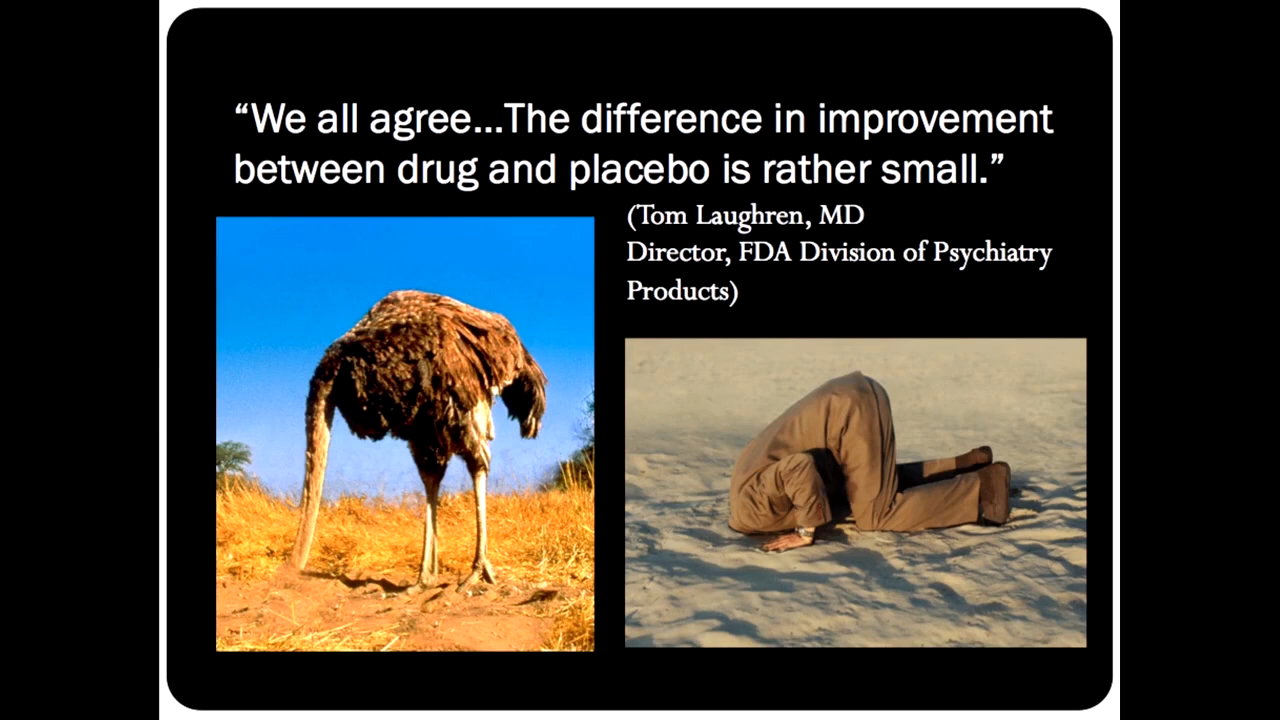 “We all agree...The difference in improvement
between drug and placebo is rather small.”
(Tom Laughren, MD
Director, FDA Division of Psychiatry
Products)